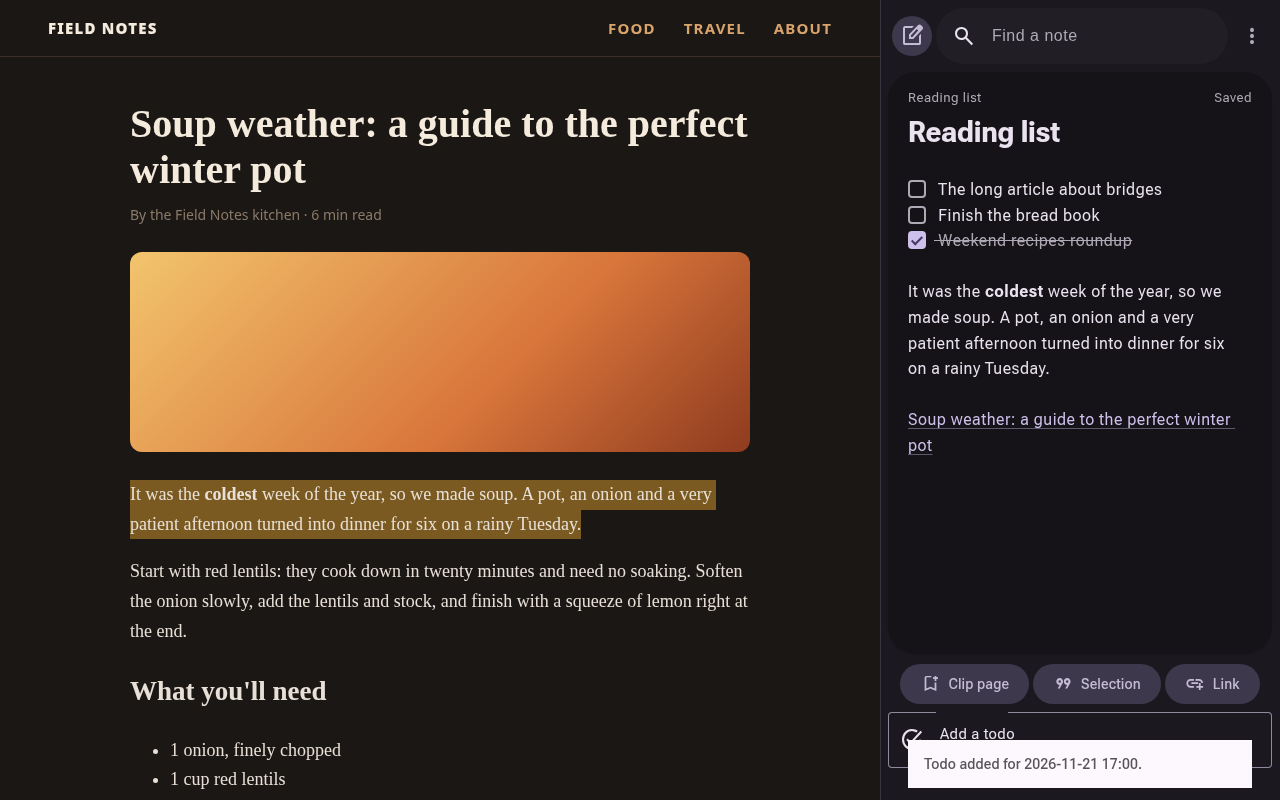 FIELD NOTES
FOOD TRAVEL ABOUT
Soup weather: a guide to the perfect
winter pot
By the Field Notes kitchen · 6 min read
It was the coldest week of the year, so we made soup. A pot, an onion and a very
patient afternoon turned into dinner for six on a rainy Tuesday.
Start with red lentils: they cook down in twenty minutes and need no soaking. Soften
the onion slowly, add the lentils and stock, and finish with a squeeze of lemon right at
the end.
What you'll need
• 1 onion, finely chopped
• 1 cup red lentils
Find a note
Reading list Saved
Reading list
The long article about bridges
Finish the bread book
Weekend recipes roundup
It was the coldest week of the year, so we
made soup. A pot, an onion and a very
patient afternoon turned into dinner for six
on a rainy Tuesday.
Soup weather: a guide to the perfect winter
pot
Clip page Selection Link
Add a todo
Todo added for 2026-11-21 17:00.